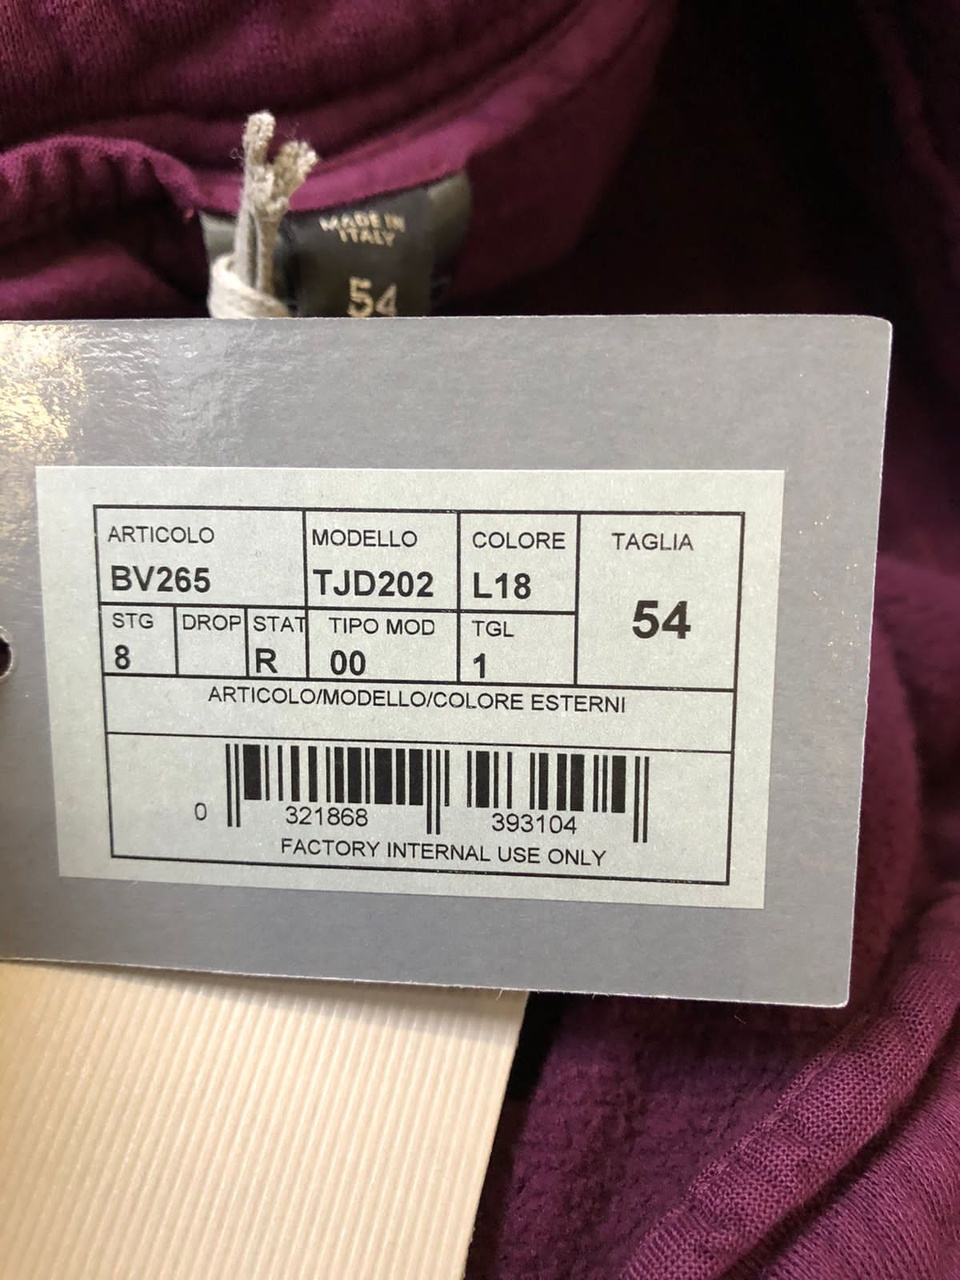 MADE IN
ITALY
54
ARTICOLO MODELLO COLORE TAGLIA
BV265 TJD202 L18 54
STG DROP STAT TIPO MOD TGL
8 R 00 1
ARTICOLO/MODELLO/COLORE ESTERNI
0 321868 393104
FACTORY INTERNAL USE ONLY